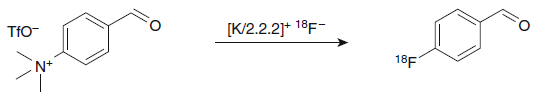 TfO⁻
N⁺
O
[K/2.2.2]⁺ ¹⁸F⁻
¹⁸F
O